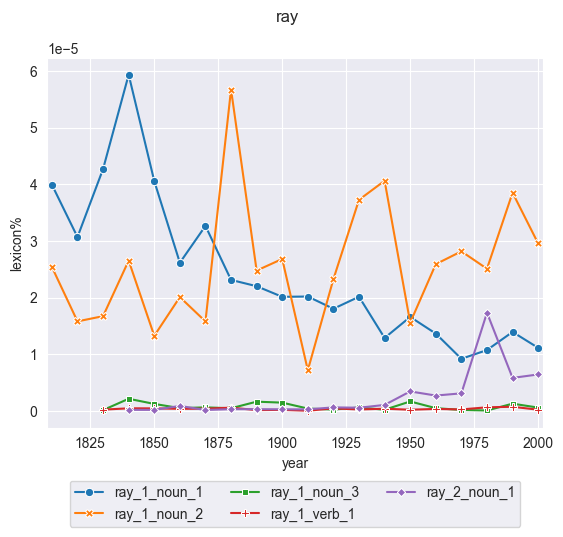 ray
1e−5
6
5
4
3
2
1
0
lexicon%
1825 1850 1875 1900 1925 1950 1975 2000
year
ray_1_noun_1 ray_1_noun_3 ray_2_noun_1
ray_1_noun_2 ray_1_verb_1